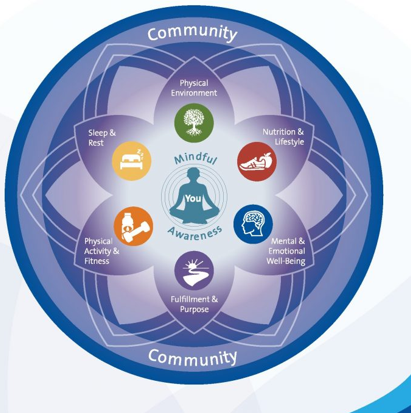 Community
Physical
Environment
Sleep &
Rest
Nutrition &
Lifestyle
Mindful
You
Awareness
Physical
Activity &
Fitness
Mental &
Emotional
Well-Being
Fulfillment &
Purpose
Community